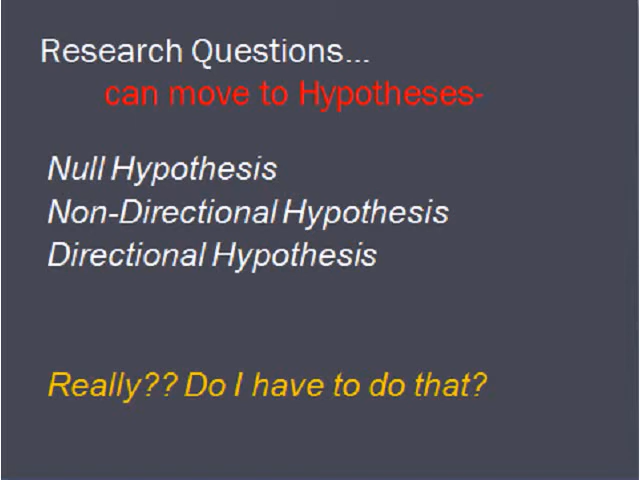 Research Questions...
can move to Hypotheses-
Null Hypothesis
Non-Directional Hypothesis
Directional Hypothesis
Really?? Do I have to do that?